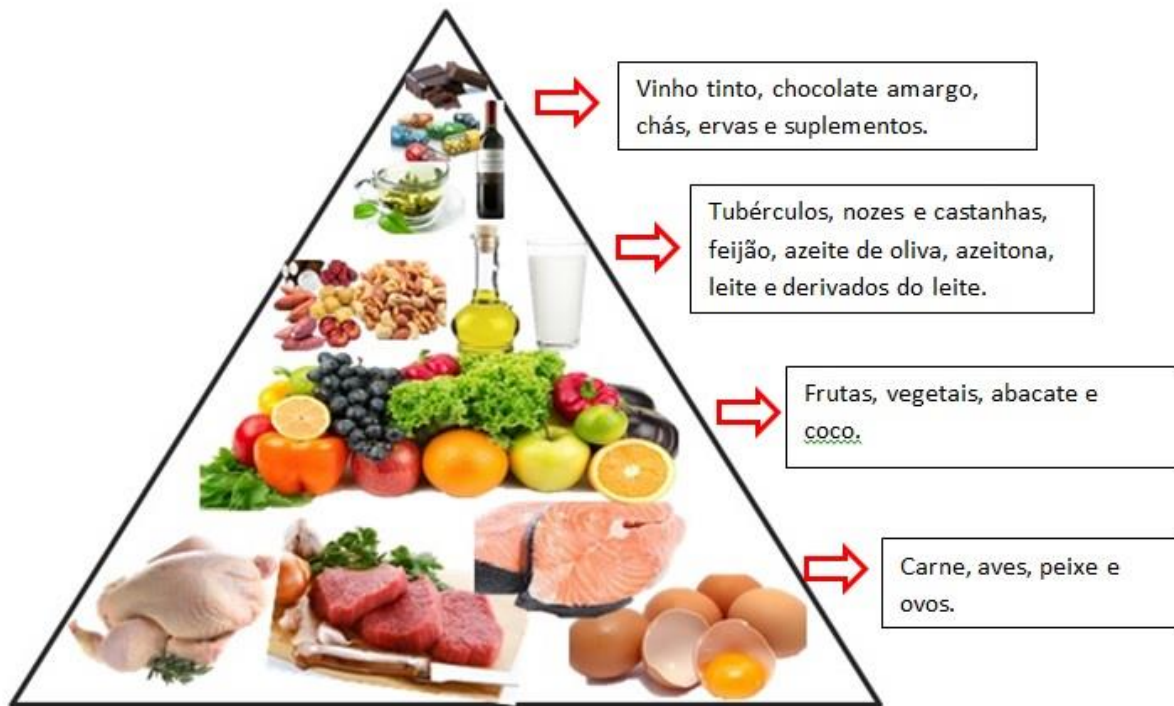 Vinho tinto, chocolate amargo,
chás, ervas e suplementos.
Tubérculos, nozes e castanhas,
feijão, azeite de oliva, azeitona,
leite e derivados do leite.
Frutas, vegetais, abacate e
coco.
Carne, aves, peixe e
ovos.